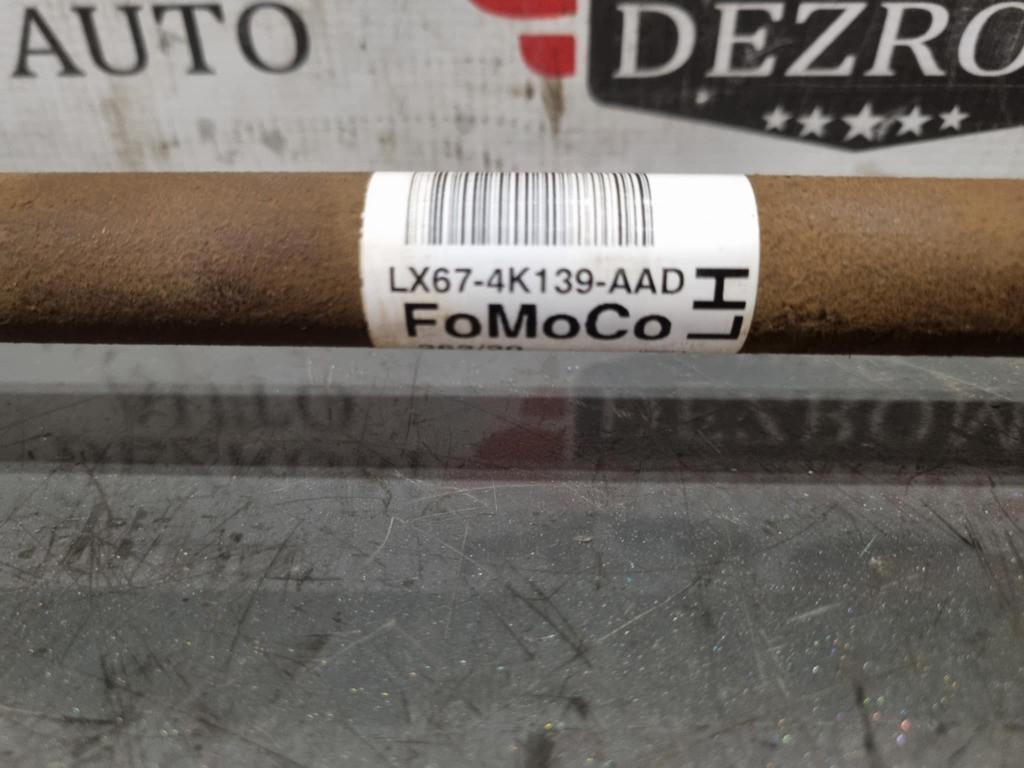 AUTO
DEZRO
LX67-4K139-AAD
FoMoCo
LH